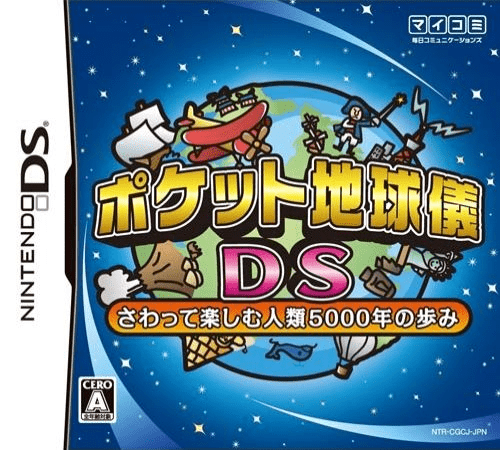 NINTENDO DS
マイコミ
毎日コミュニケーションズ
ポケット地球儀
DS
さわって楽しむ人類5000年の歩み
CERO
A
全年齢対象
NTR-CGCJ-JPN